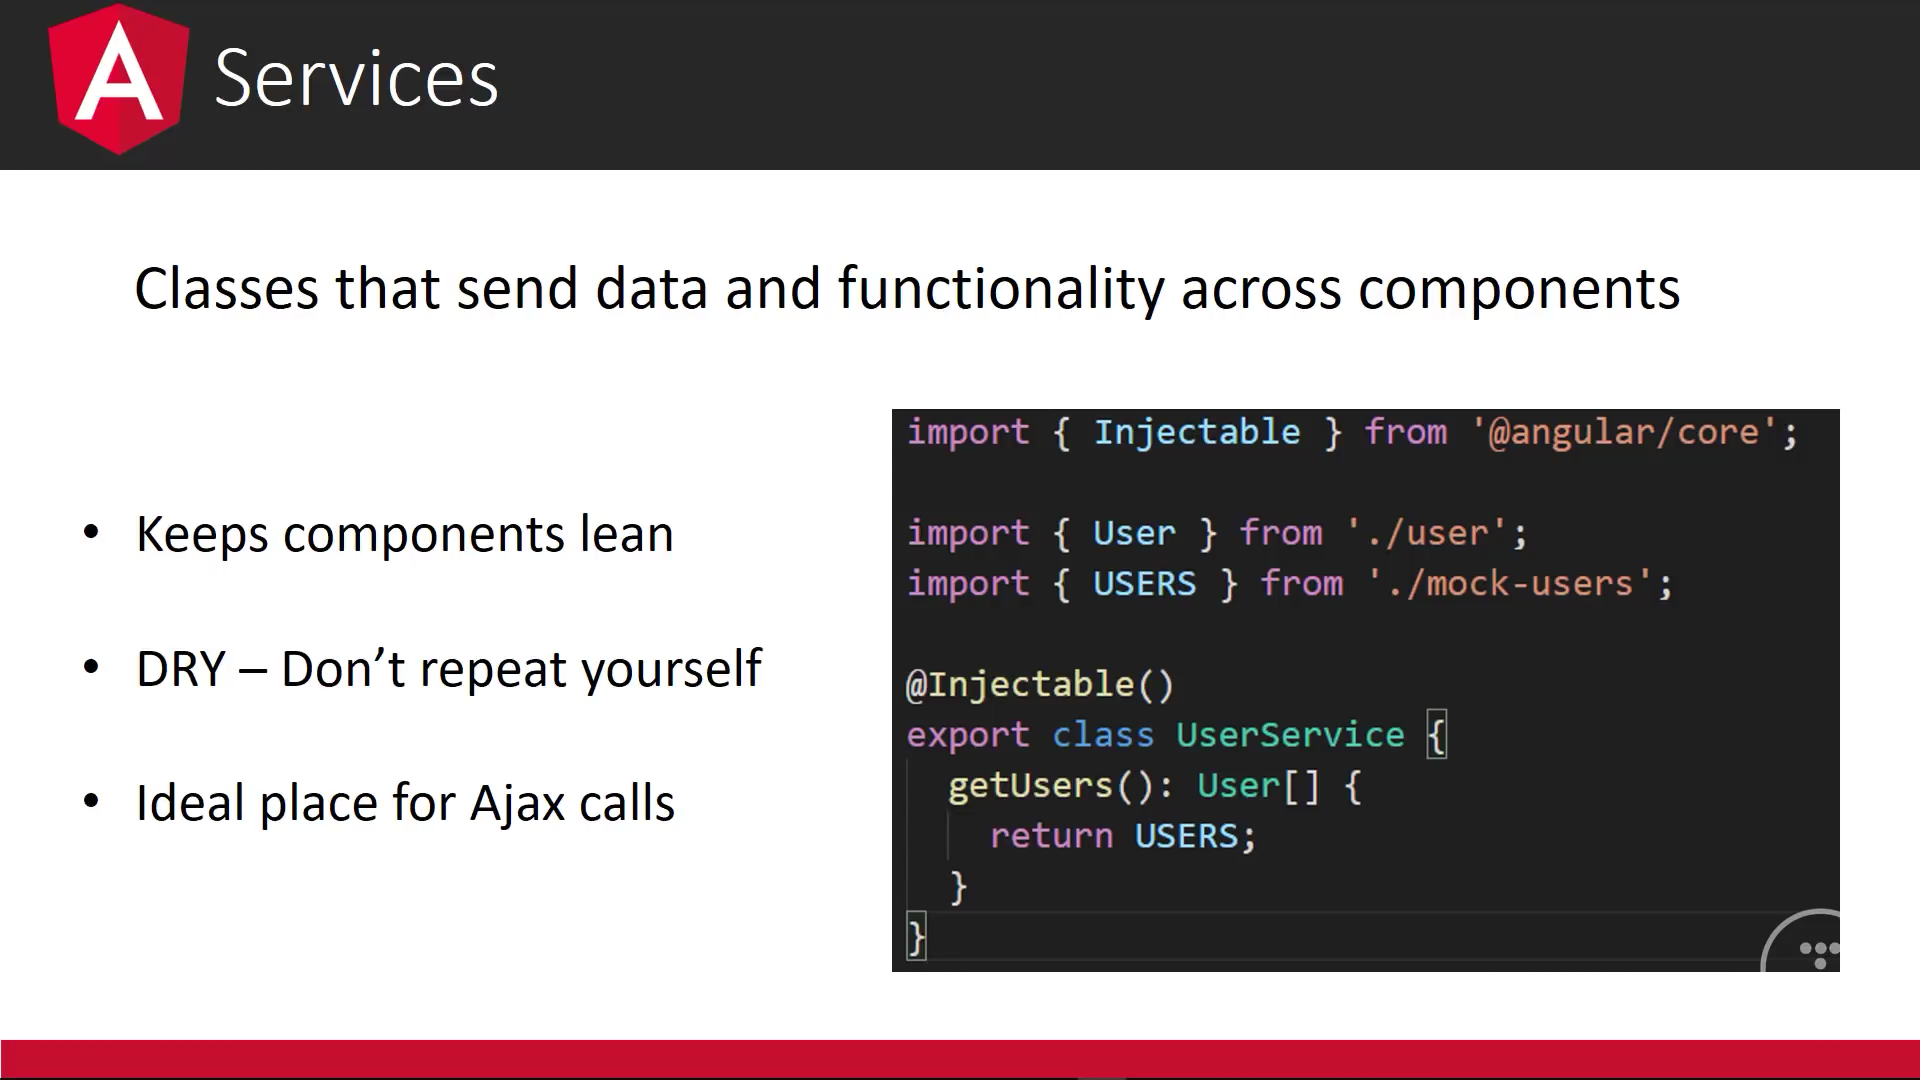 A Services
Classes that send data and functionality across components
• Keeps components lean
• DRY – Don’t repeat yourself
• Ideal place for Ajax calls
import { Injectable } from '@angular/core';
import { User } from './user';
import { USERS } from './mock-users';
@Injectable()
export class UserService {
getUsers(): User[] {
return USERS;
}
}